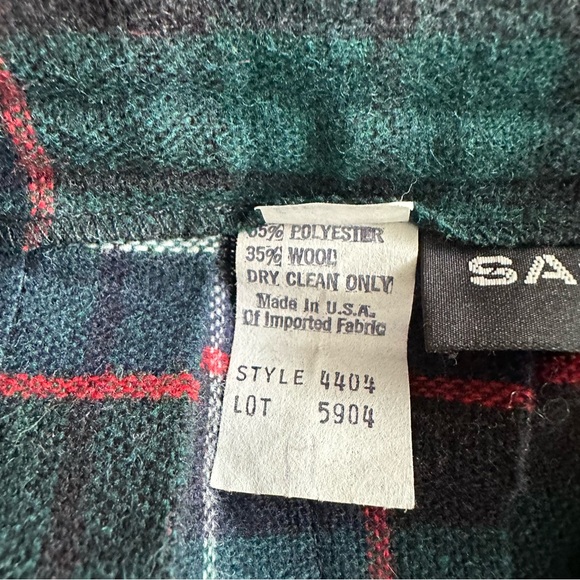 65% POLYESTER
35% WOOL
DRY CLEAN ONLY
Made In U.S.A.
Of Imported Fabric
STYLE 4404
LOT 5904
SA